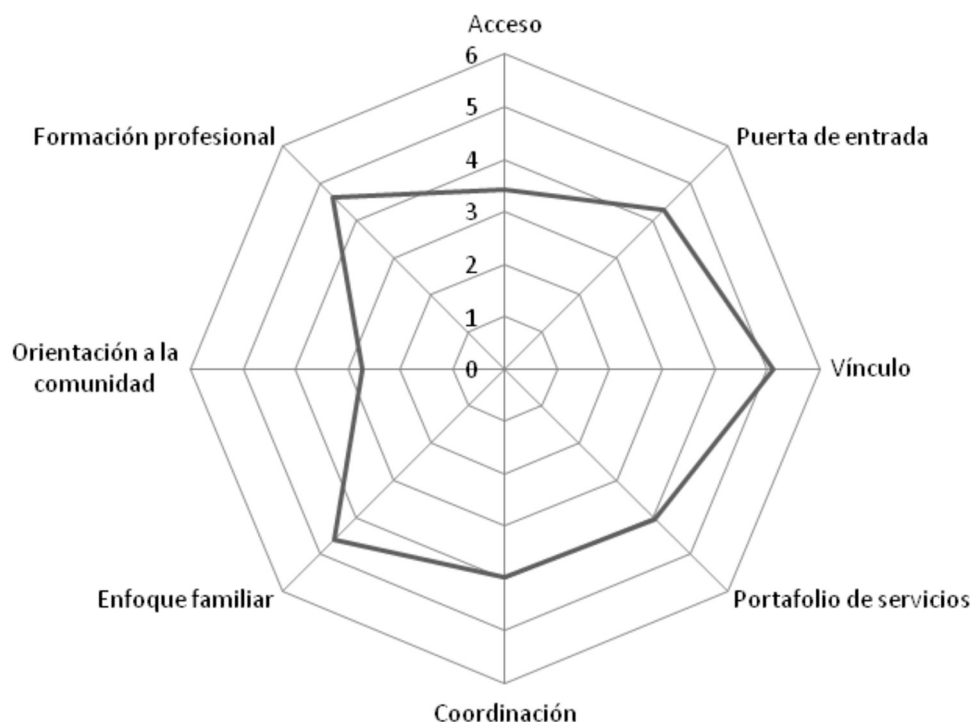 Acceso
6
5
4
3
2
1
0
Formación profesional
Puerta de entrada
Orientación a la
comunidad
Vínculo
Enfoque familiar
Portafolio de servicios
Coordinación